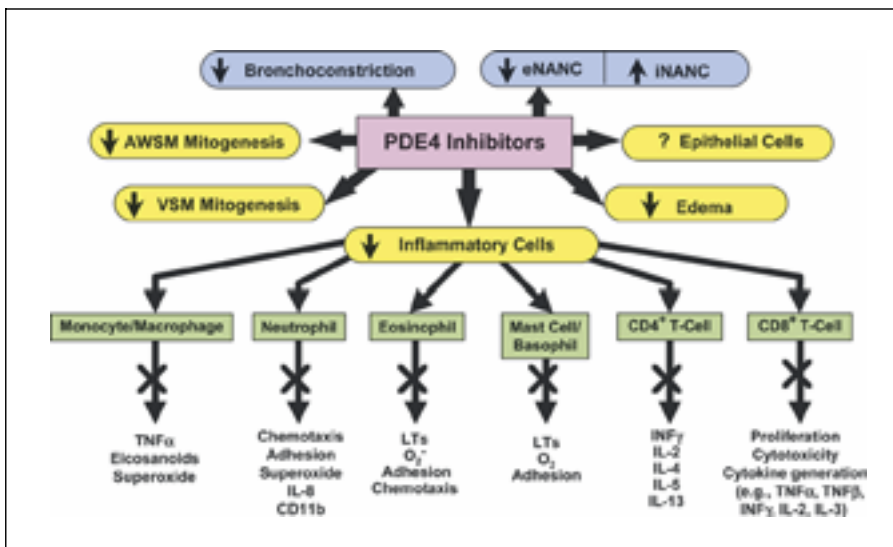 ↓ Bronchoconstriction
↓ eNANC ↑ iNANC
↓ AWSM Mitogenesis
PDE4 Inhibitors
? Epithelial Cells
↓ VSM Mitogenesis
↓ Edema
↓ Inflammatory Cells
Monocyte/Macrophage
Neutrophil
Eosinophil
Mast Cell/
Basophil
CD4⁺ T-Cell
CD8⁺ T-Cell
TNFα
Eicosanoids
Superoxide
Chemotaxis
Adhesion
Superoxide
IL-8
CD11b
LTs
O₂⁻
Adhesion
Chemotaxis
LTs
O₂
Adhesion
INFγ
IL-2
IL-4
IL-5
IL-13
Proliferation
Cytotoxicity
Cytokine generation
(e.g., TNFα, TNFβ,
INFγ, IL-2, IL-3)